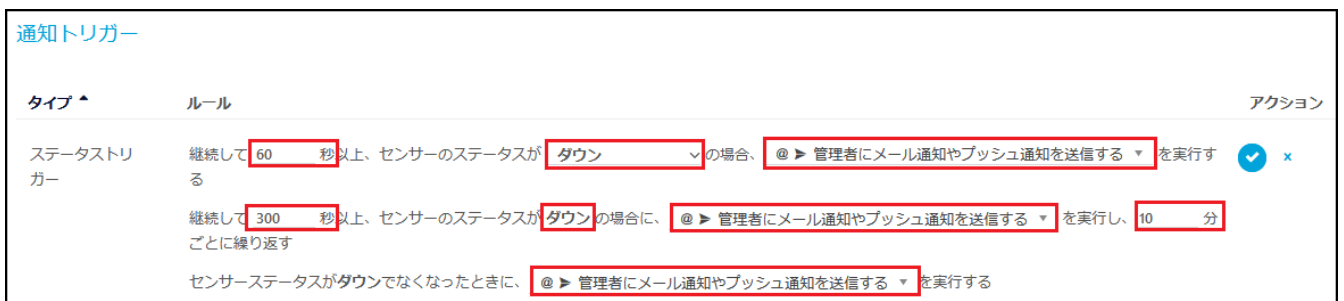 通知トリガー
タイプ ルール アクション
ステータストリガー 継続して 60 秒以上、センサーのステータスが ダウン の場合、 @ ➤ 管理者にメール通知やプッシュ通知を送信する ▼ を実行する
継続して 300 秒以上、センサーのステータスが ダウン の場合に、 @ ➤ 管理者にメール通知やプッシュ通知を送信する ▼ を実行し、 10 分
ごとに繰り返す
センサーステータスがダウンでなくなったときに、 @ ➤ 管理者にメール通知やプッシュ通知を送信する ▼ を実行する